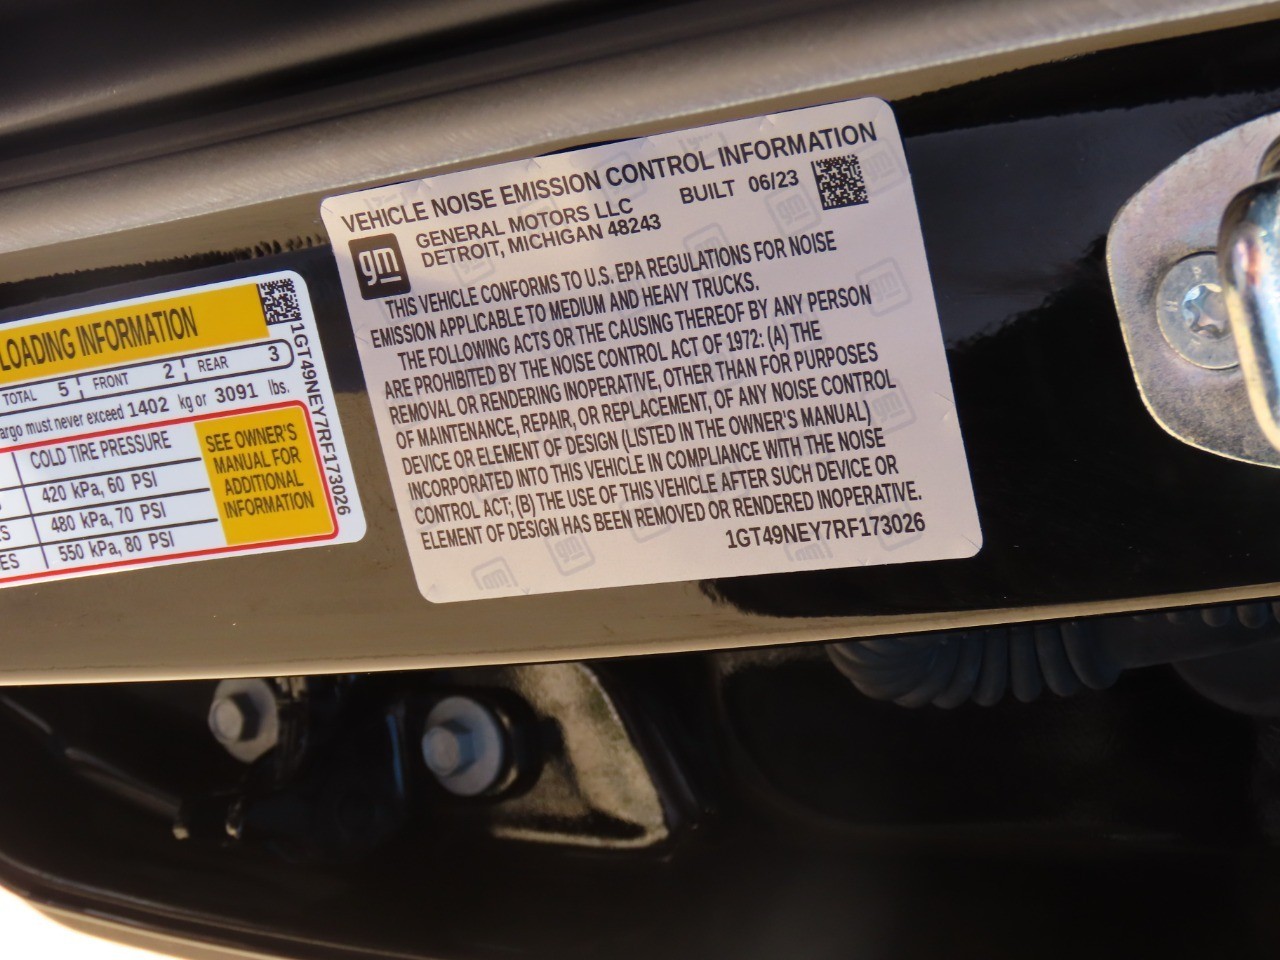 VEHICLE NOISE EMISSION CONTROL INFORMATION
GENERAL MOTORS LLC BUILT 06/23
DETROIT, MICHIGAN 48243
gm
THIS VEHICLE CONFORMS TO U.S. EPA REGULATIONS FOR NOISE
EMISSION APPLICABLE TO MEDIUM AND HEAVY TRUCKS.
THE FOLLOWING ACTS OR THE CAUSING THEREOF BY ANY PERSON
ARE PROHIBITED BY THE NOISE CONTROL ACT OF 1972: (A) THE
REMOVAL OR RENDERING INOPERATIVE, OTHER THAN FOR PURPOSES
OF MAINTENANCE, REPAIR, OR REPLACEMENT, OF ANY NOISE CONTROL
DEVICE OR ELEMENT OF DESIGN (LISTED IN THE OWNER'S MANUAL)
INCORPORATED INTO THIS VEHICLE IN COMPLIANCE WITH THE NOISE
CONTROL ACT; (B) THE USE OF THIS VEHICLE AFTER SUCH DEVICE OR
ELEMENT OF DESIGN HAS BEEN REMOVED OR RENDERED INOPERATIVE.
1GT49NEY7RF173026
LOADING INFORMATION
TOTAL 5 FRONT 2 REAR 3
argo must never exceed 1402 kg or 3091 lbs.
COLD TIRE PRESSURE
420 kPa, 60 PSI
480 kPa, 70 PSI
550 kPa, 80 PSI
SEE OWNER'S
MANUAL FOR
ADDITIONAL
INFORMATION
1GT49NEY7RF173026